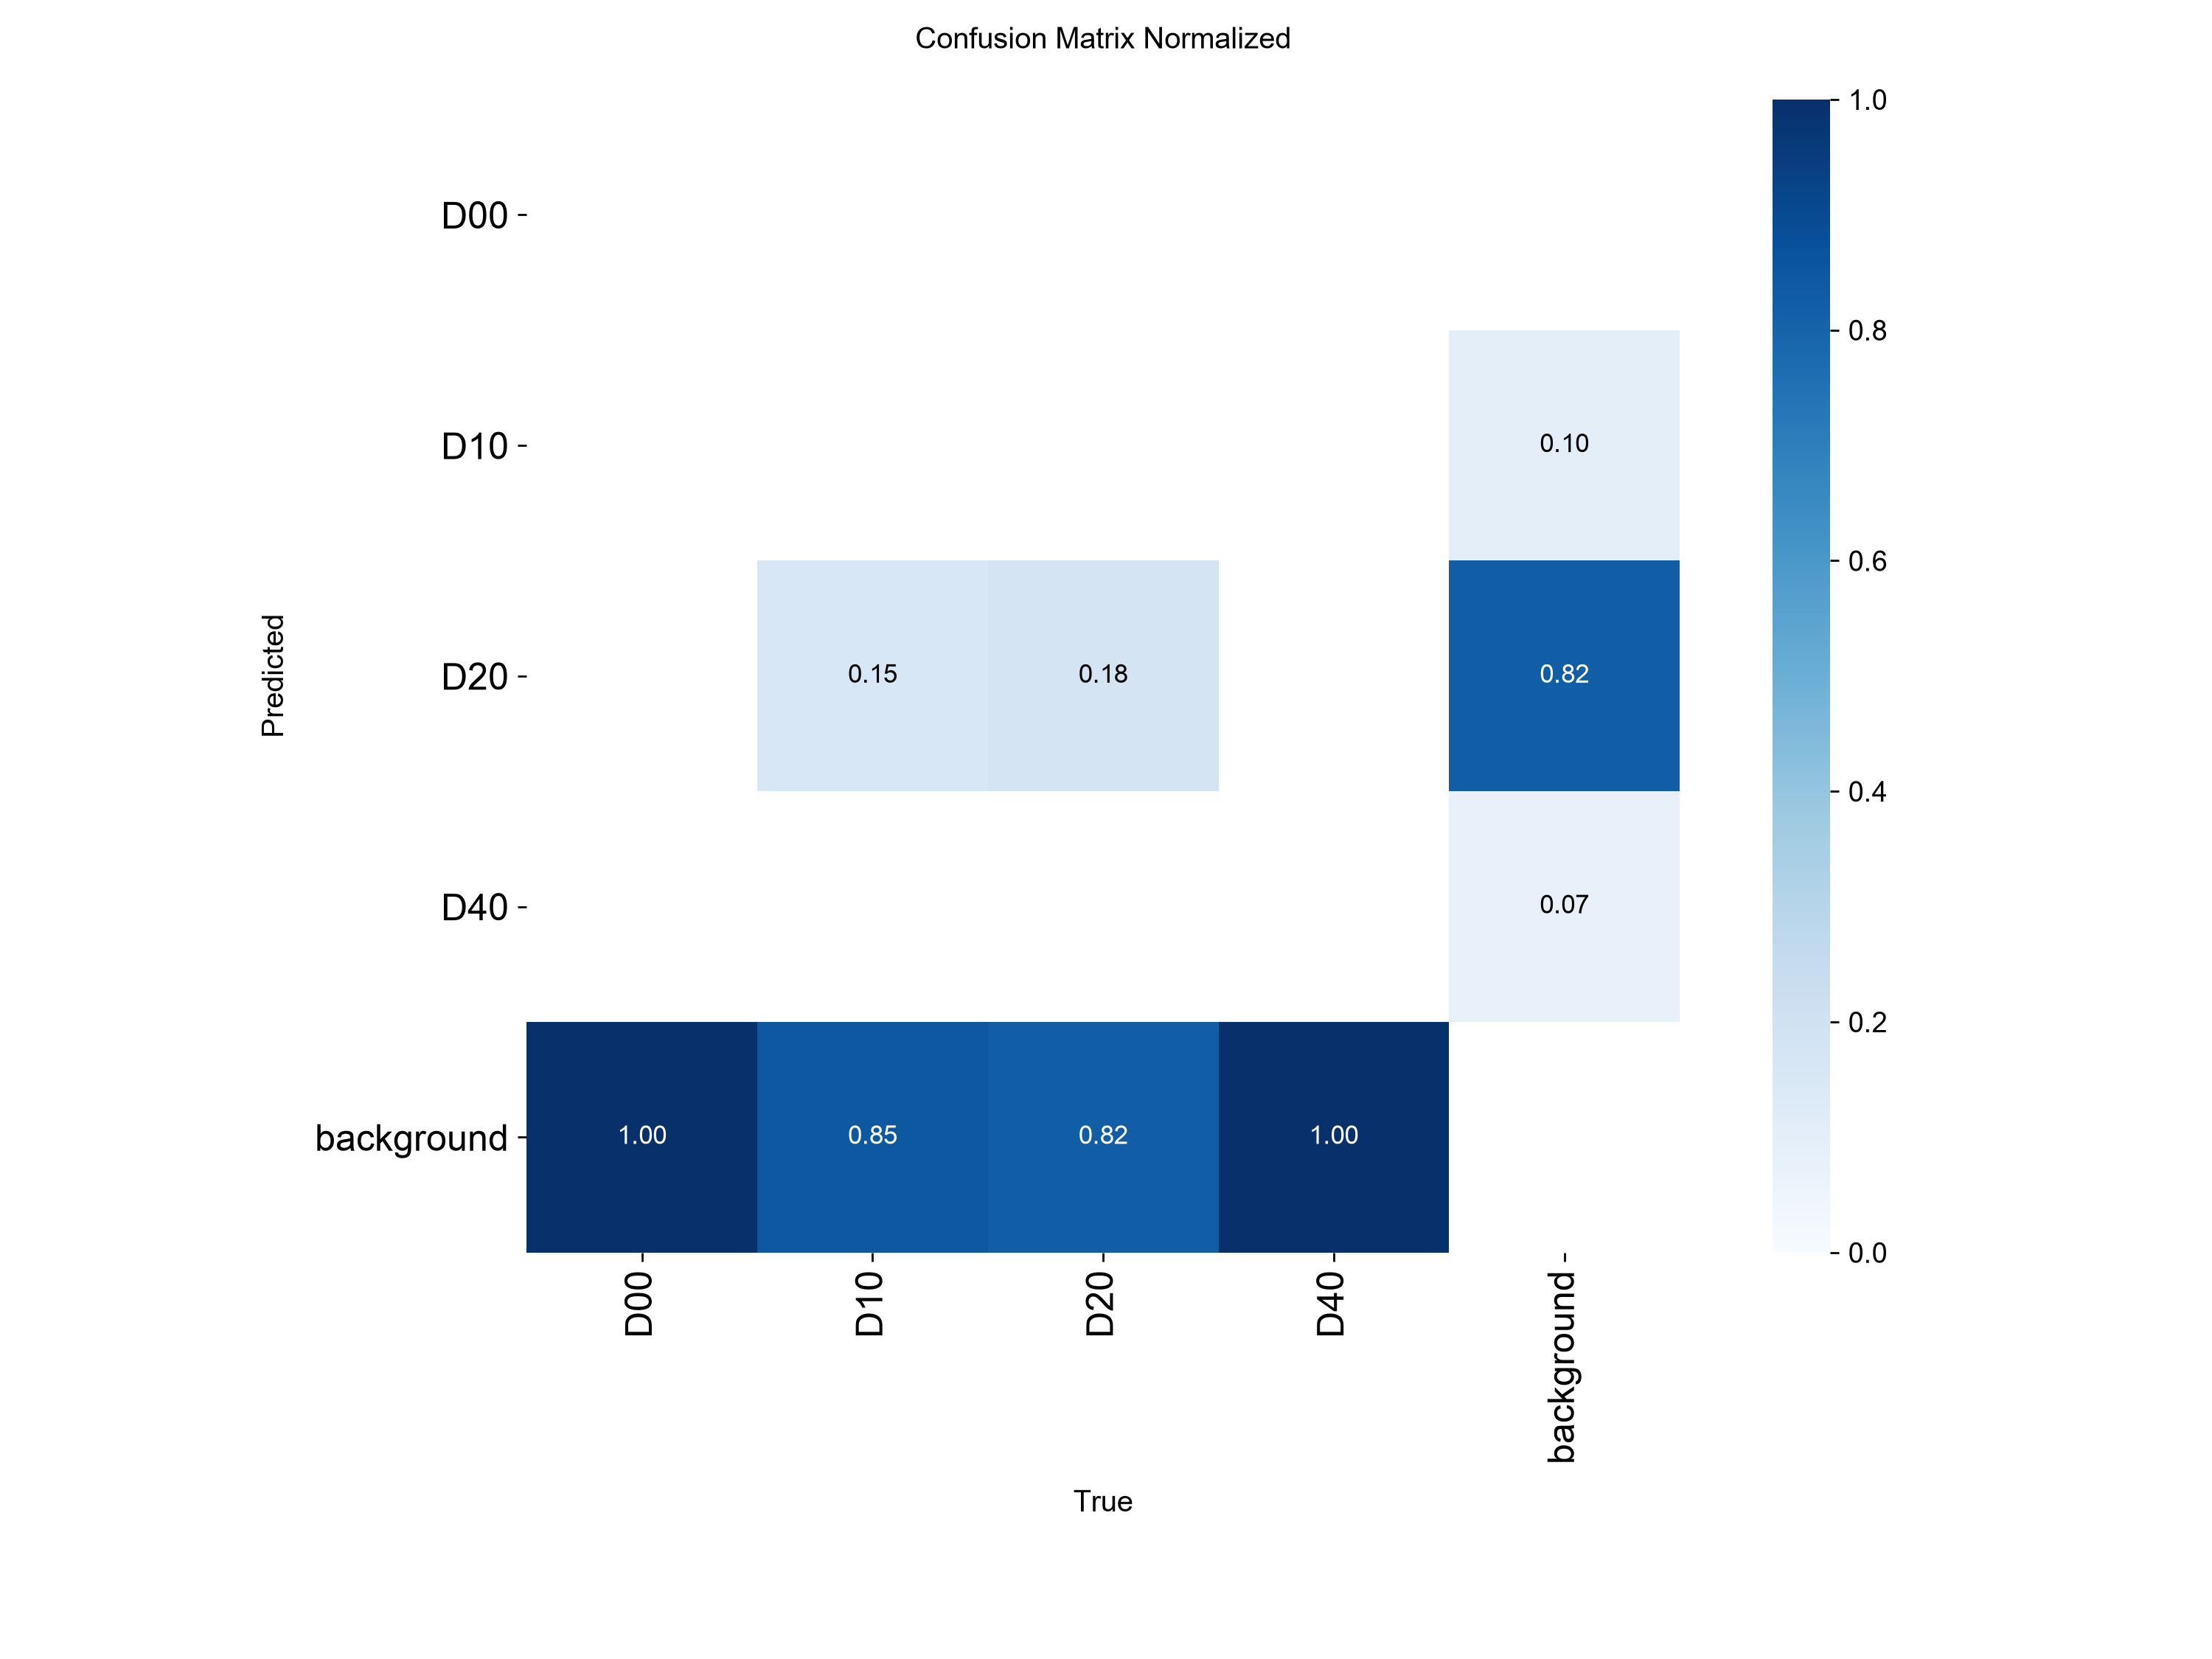 Confusion Matrix Normalized
1.0
D00
0.8
D10
0.10
0.6
Predicted
D20
0.15
0.18
0.82
0.4
D40
0.07
0.2
background
1.00
0.85
0.82
1.00
0.0
D00
D10
D20
D40
background
True